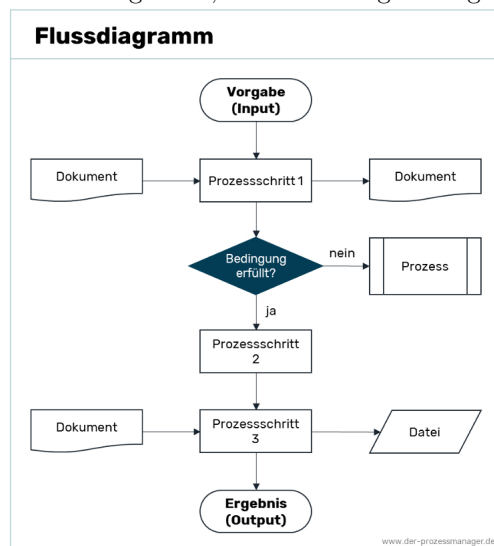 Flussdiagramm
Vorgabe
(Input)
Dokument
Prozessschritt 1
Dokument
Bedingung
erfüllt?
nein
Prozess
ja
Prozessschritt
2
Dokument
Prozessschritt
3
Datei
Ergebnis
(Output)
www.der-prozessmanager.de